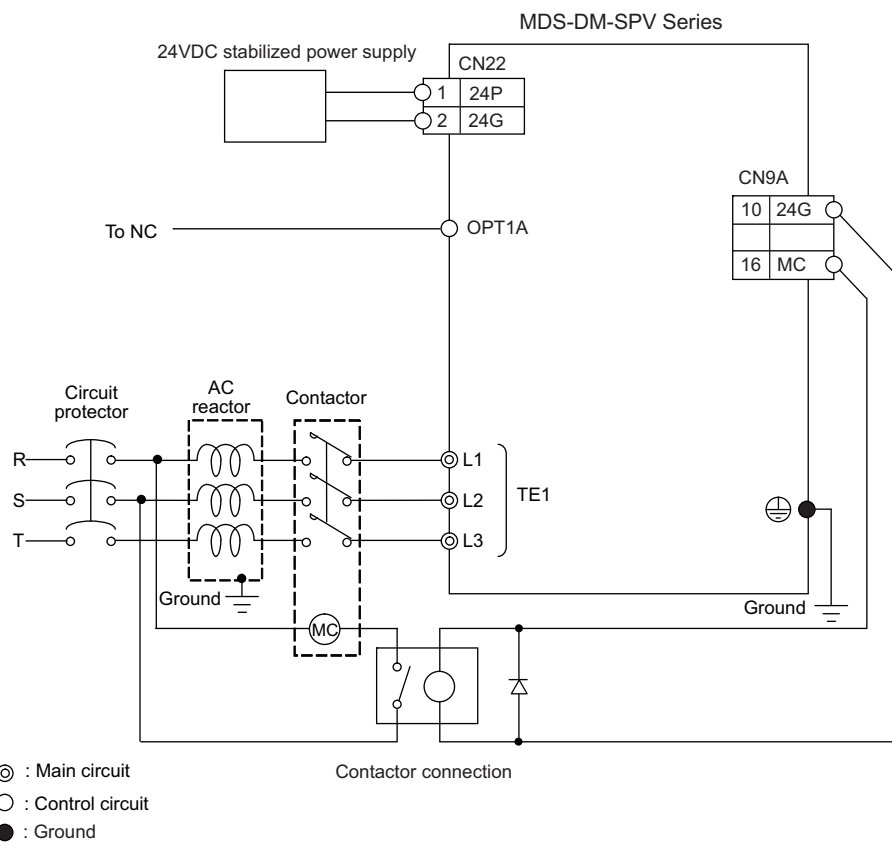 MDS-DM-SPV Series
24VDC stabilized power supply
CN22
1 24P
2 24G
CN9A
10 24G
16 MC
To NC
OPT1A
Circuit
protector
AC
reactor
Contactor
R
S
T
L1
L2
L3
TE1
Ground
Ground
MC
Contactor connection
: Main circuit
: Control circuit
: Ground